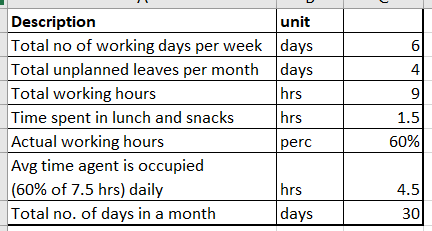 Description unit
Total no of working days per week days 6
Total unplanned leaves per month days 4
Total working hours hrs 9
Time spent in lunch and snacks hrs 1.5
Actual working hours perc 60%
Avg time agent is occupied
(60% of 7.5 hrs) daily hrs 4.5
Total no. of days in a month days 30